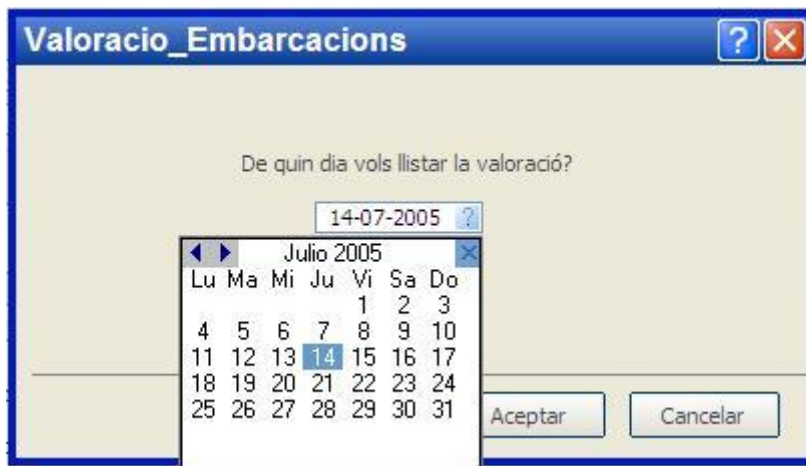 Valoracio_Embarcacions ?
De quin dia vols llistar la valoració?
14-07-2005 ?
Julio 2005
Lu Ma Mi Ju Vi Sa Do
1 2 3
4 5 6 7 8 9 10
11 12 13 14 15 16 17
18 19 20 21 22 23 24
25 26 27 28 29 30 31
Aceptar Cancelar